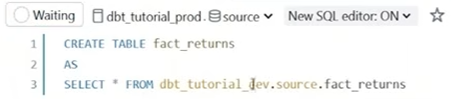 Waiting dbt_tutorial_prod. source New SQL editor: ON
1 CREATE TABLE fact_returns
2 AS
3 SELECT * FROM dbt_tutorial_dev.source.fact_returns